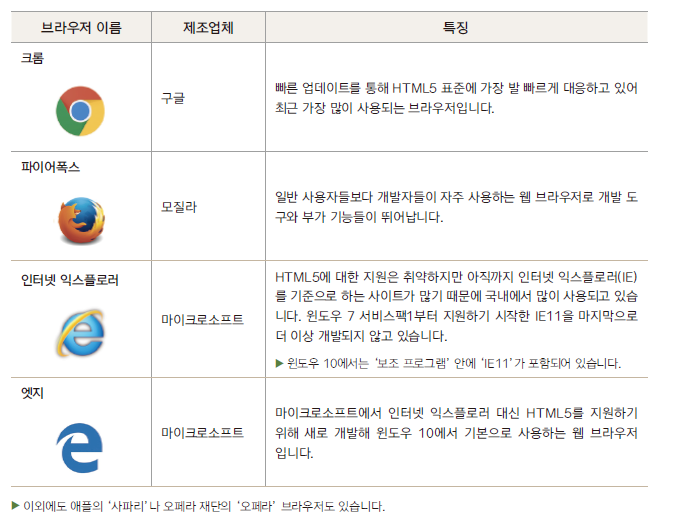 브라우저 이름 제조업체 특징
크롬
구글
빠른 업데이트를 통해 HTML5 표준에 가장 발 빠르게 대응하고 있어
최근 가장 많이 사용되는 브라우저입니다.
파이어폭스
모질라
일반 사용자들보다 개발자들이 자주 사용하는 웹 브라우저로 개발 도
구와 부가 기능들이 뛰어납니다.
인터넷 익스플로러
마이크로소프트
HTML5에 대한 지원은 취약하지만 아직까지 인터넷 익스플로러(IE)
를 기준으로 하는 사이트가 많기 때문에 국내에서 많이 사용되고 있습
니다. 윈도우 7 서비스팩1부터 지원하기 시작한 IE11을 마지막으로
더 이상 개발되지 않고 있습니다.
▶ 윈도우 10에서는 ‘보조 프로그램’ 안에 ‘IE11’가 포함되어 있습니다.
엣지
마이크로소프트
마이크로소프트에서 인터넷 익스플로러 대신 HTML5를 지원하기
위해 새로 개발해 윈도우 10에서 기본으로 사용하는 웹 브라우저
입니다.
▶ 이외에도 애플의 ‘사파리’나 오페라 재단의 ‘오페라’ 브라우저도 있습니다.